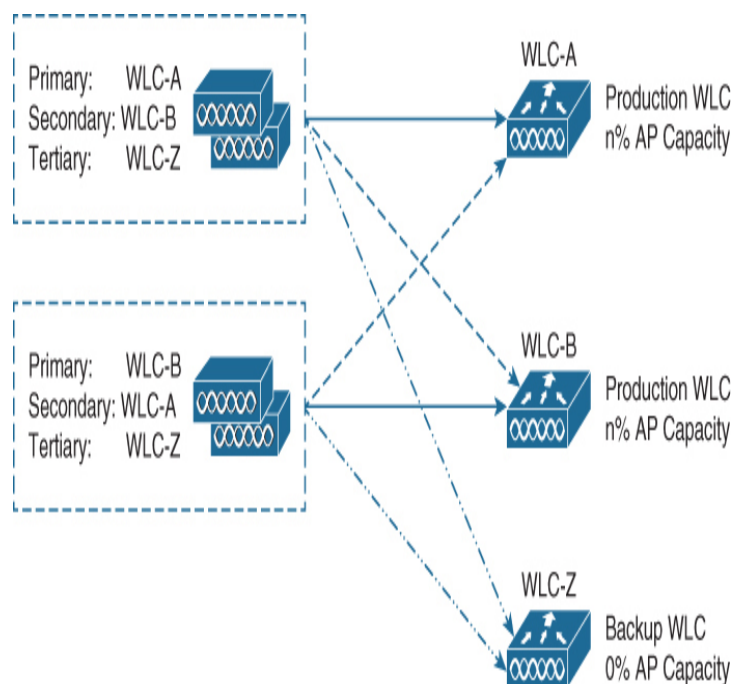 Primary: WLC-A
Secondary: WLC-B
Tertiary: WLC-Z
WLC-A
Production WLC
n% AP Capacity
Primary: WLC-B
Secondary: WLC-A
Tertiary: WLC-Z
WLC-B
Production WLC
n% AP Capacity
WLC-Z
Backup WLC
0% AP Capacity